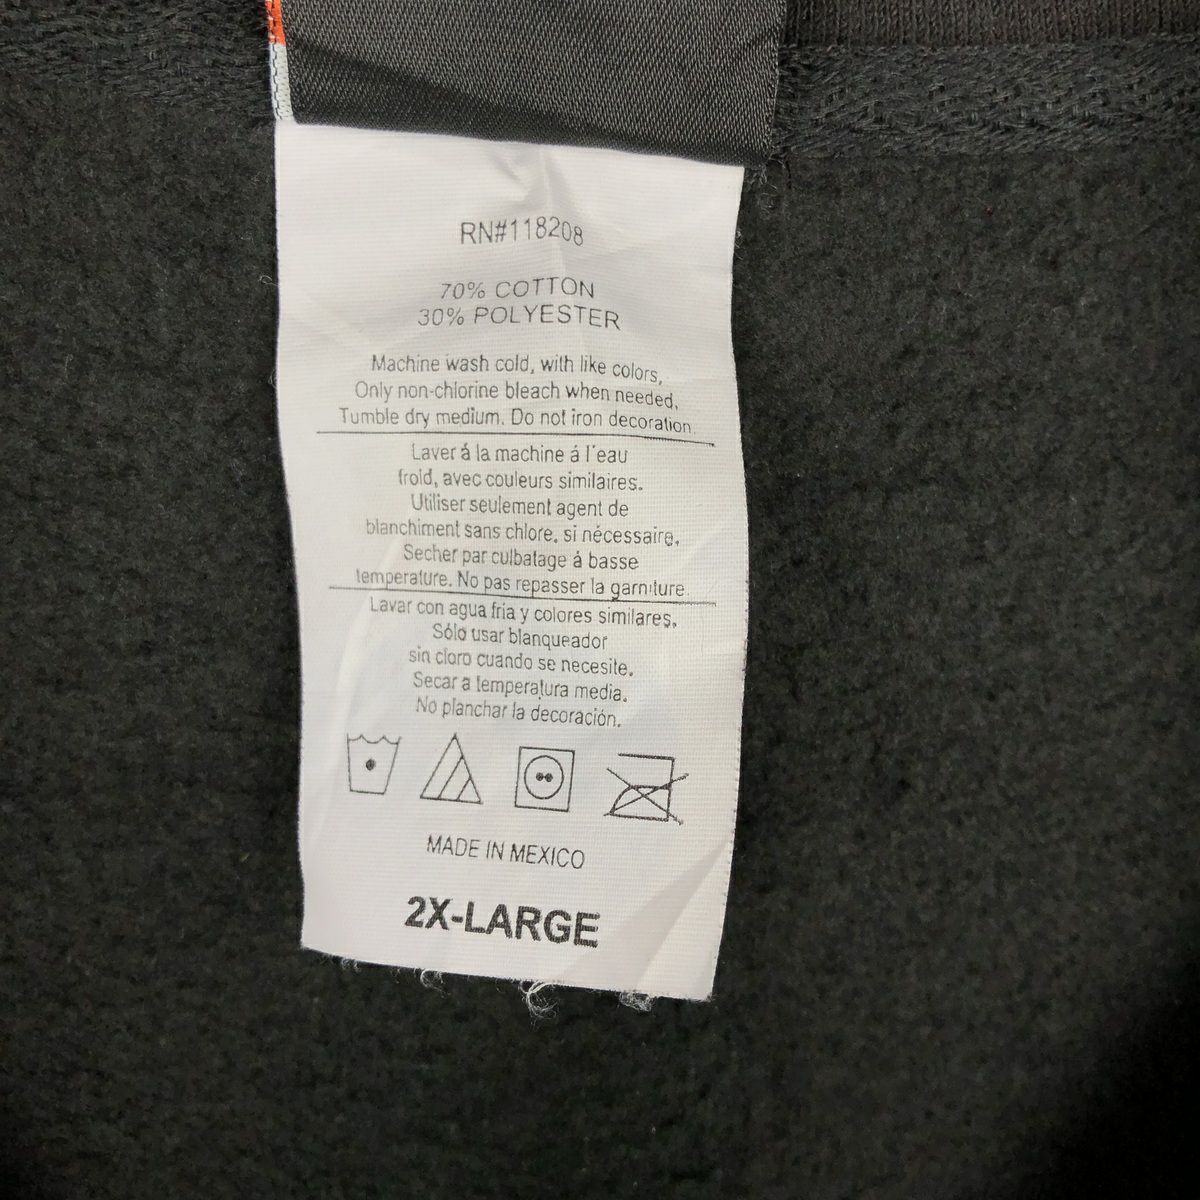 RN#118208
70% COTTON
30% POLYESTER
Machine wash cold, with like colors,
Only non-chlorine bleach when needed,
Tumble dry medium. Do not iron decoration.
Laver á la machine á l'eau
froid, avec couleurs similaires.
Utiliser seulement agent de
blanchiment sans chlore, si nécessaire,
Secher par culbatage á basse
temperature. No pas repasser la garniture.
Lavar con agua fria y colores similares,
Sólo usar blanqueador
sin cloro cuando se necesite.
Secar a temperatura media.
No planchar la decoración.
MADE IN MEXICO
2X-LARGE